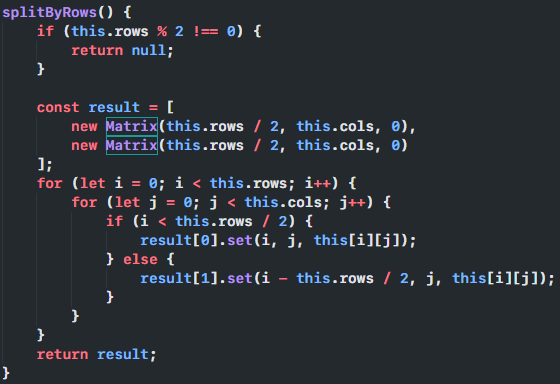 splitByRows() {
    if (this.rows % 2 !== 0) {
        return null;
    }

    const result = [
        new Matrix(this.rows / 2, this.cols, 0),
        new Matrix(this.rows / 2, this.cols, 0)
    ];
    for (let i = 0; i < this.rows; i++) {
        for (let j = 0; j < this.cols; j++) {
            if (i < this.rows / 2) {
                result[0].set(i, j, this[i][j]);
            } else {
                result[1].set(i - this.rows / 2, j, this[i][j]);
            }
        }
    }
    return result;
}